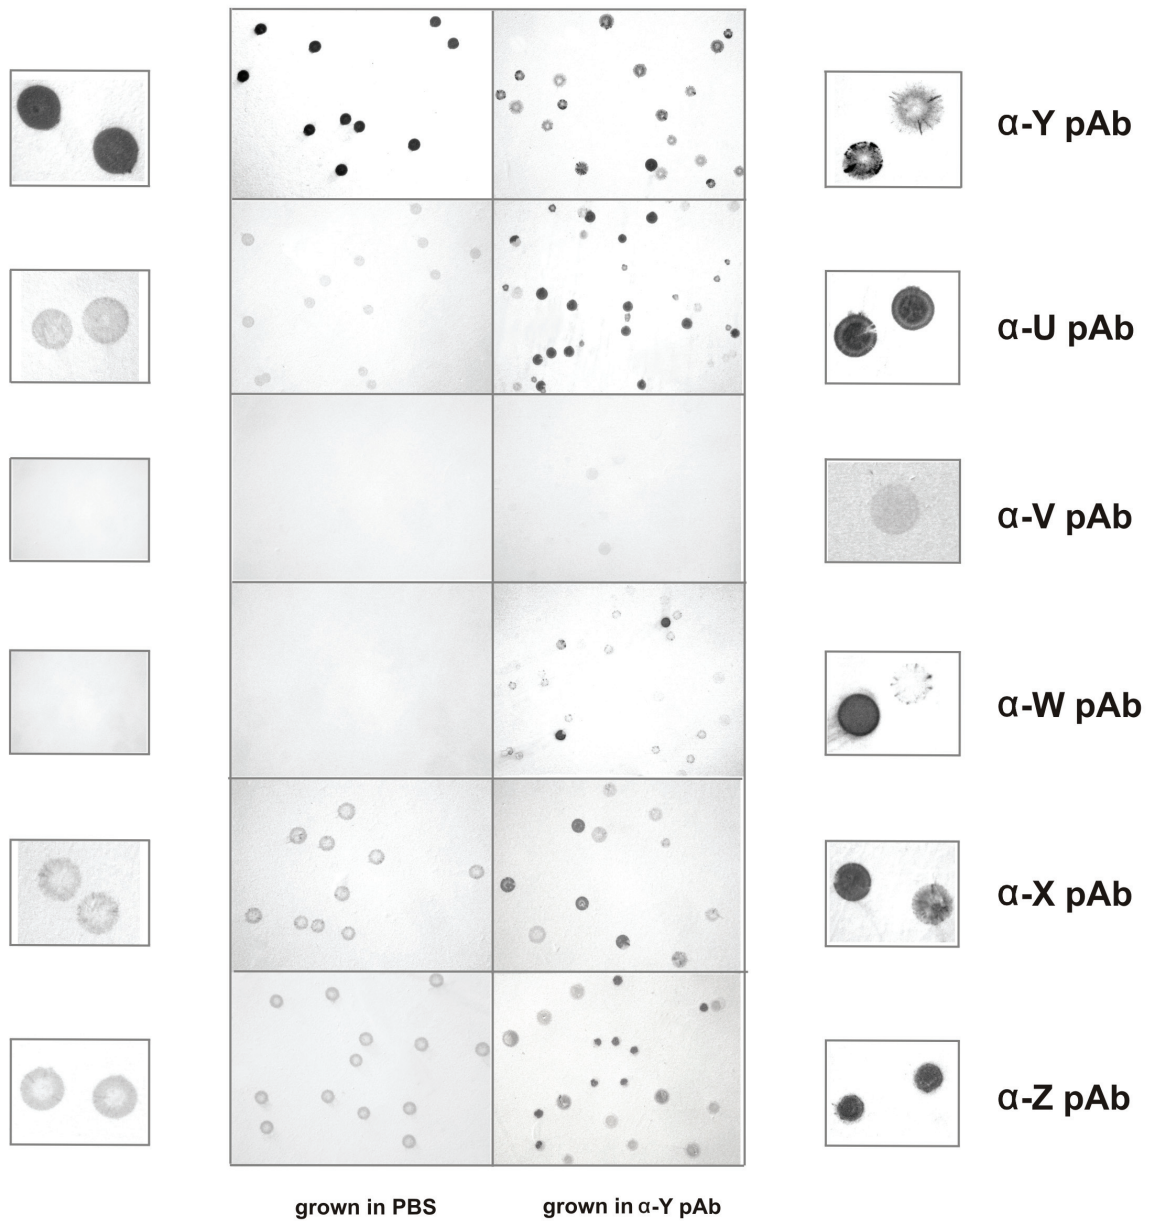 α-Y pAb
α-U pAb
α-V pAb
α-W pAb
α-X pAb
α-Z pAb
grown in PBS
grown in α-Y pAb